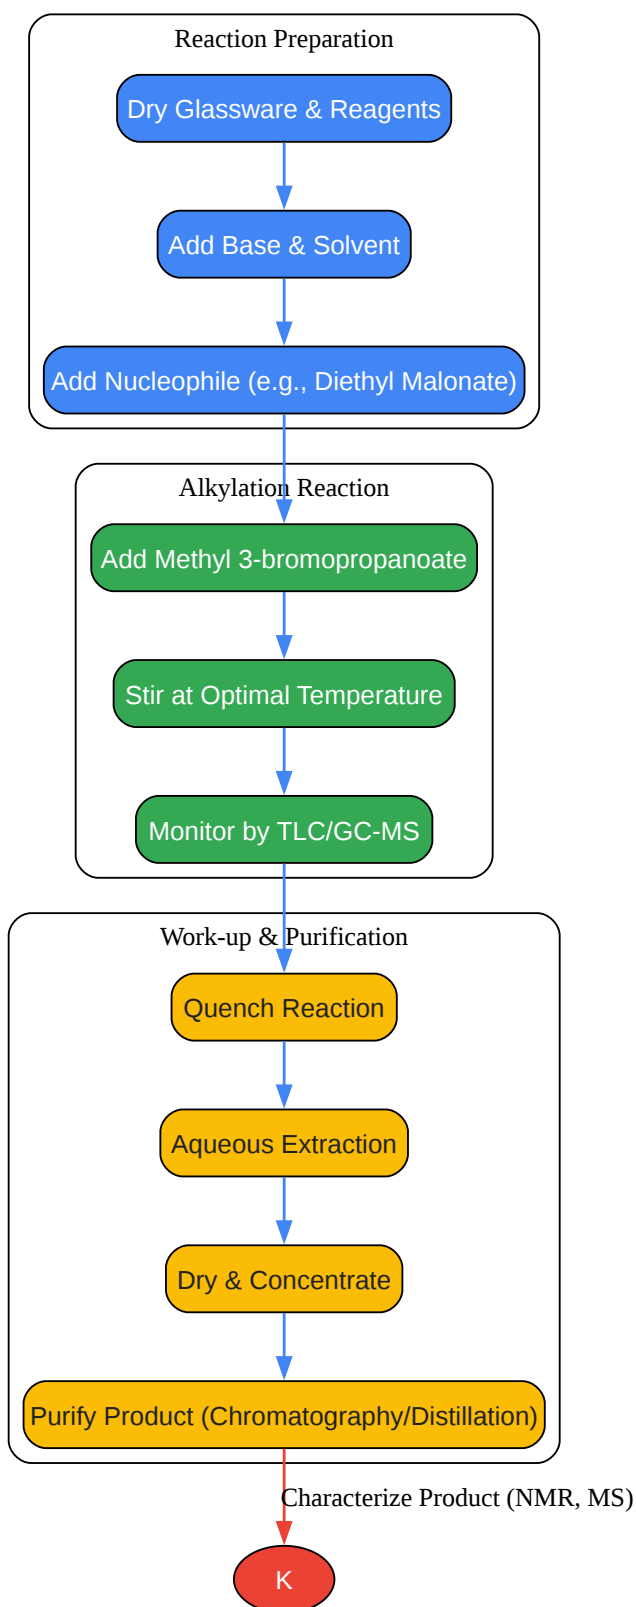 Reaction Preparation
Dry Glassware & Reagents
Add Base & Solvent
Add Nucleophile (e.g., Diethyl Malonate)
Alkylation Reaction
Add Methyl 3-bromopropanoate
Stir at Optimal Temperature
Monitor by TLC/GC-MS
Work-up & Purification
Quench Reaction
Aqueous Extraction
Dry & Concentrate
Purify Product (Chromatography/Distillation)
Characterize Product (NMR, MS)
K